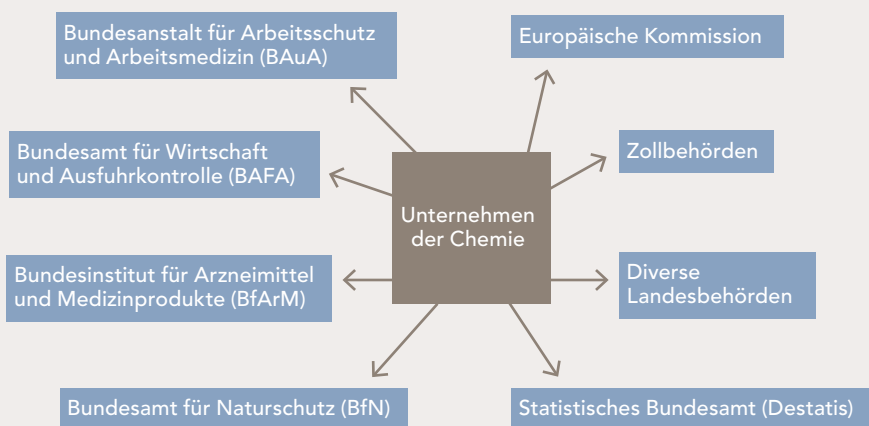 Bundesanstalt für Arbeitsschutz
und Arbeitsmedizin (BAuA)
Europäische Kommission
Bundesamt für Wirtschaft
und Ausfuhrkontrolle (BAFA)
Zollbehörden
Unternehmen
der Chemie
Bundesinstitut für Arzneimittel
und Medizinprodukte (BfArM)
Diverse
Landesbehörden
Bundesamt für Naturschutz (BfN)
Statistisches Bundesamt (Destatis)